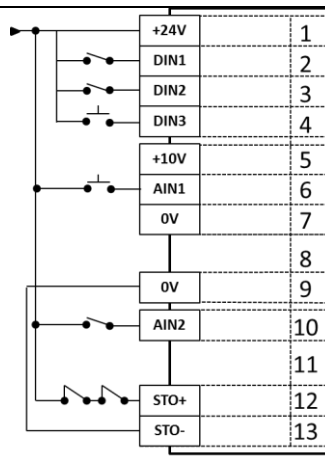 +24V 1
DIN1 2
DIN2 3
DIN3 4
+10V 5
AIN1 6
0V 7
8
0V 9
AIN2 10
11
STO+ 12
STO- 13